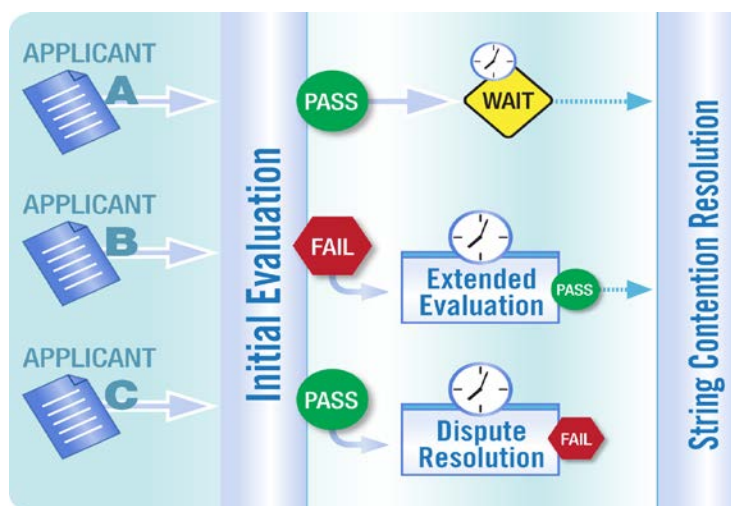 APPLICANT
A
PASS
WAIT
APPLICANT
B
FAIL
Extended
Evaluation
PASS
APPLICANT
C
PASS
Dispute
Resolution
FAIL
Initial Evaluation
String Contention Resolution